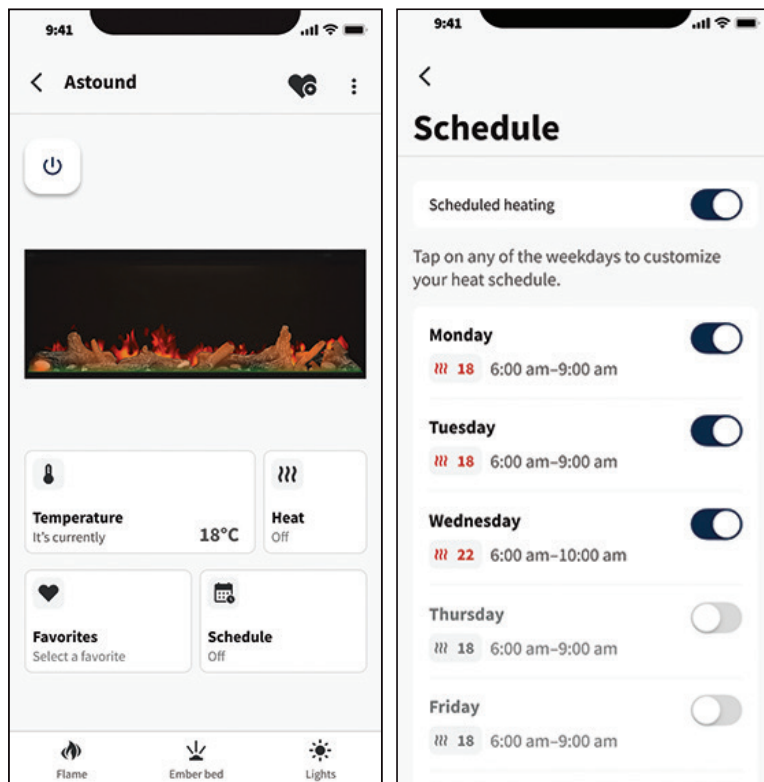 9:41
Astound
Temperature
It's currently
18°C
Heat
Off
Favorites
Select a favorite
Schedule
Off
Flame
Ember bed
Lights
9:41
Schedule
Scheduled heating
Tap on any of the weekdays to customize
your heat schedule.
Monday
18 6:00 am–9:00 am
Tuesday
18 6:00 am–9:00 am
Wednesday
22 6:00 am–10:00 am
Thursday
18 6:00 am–9:00 am
Friday
18 6:00 am–9:00 am